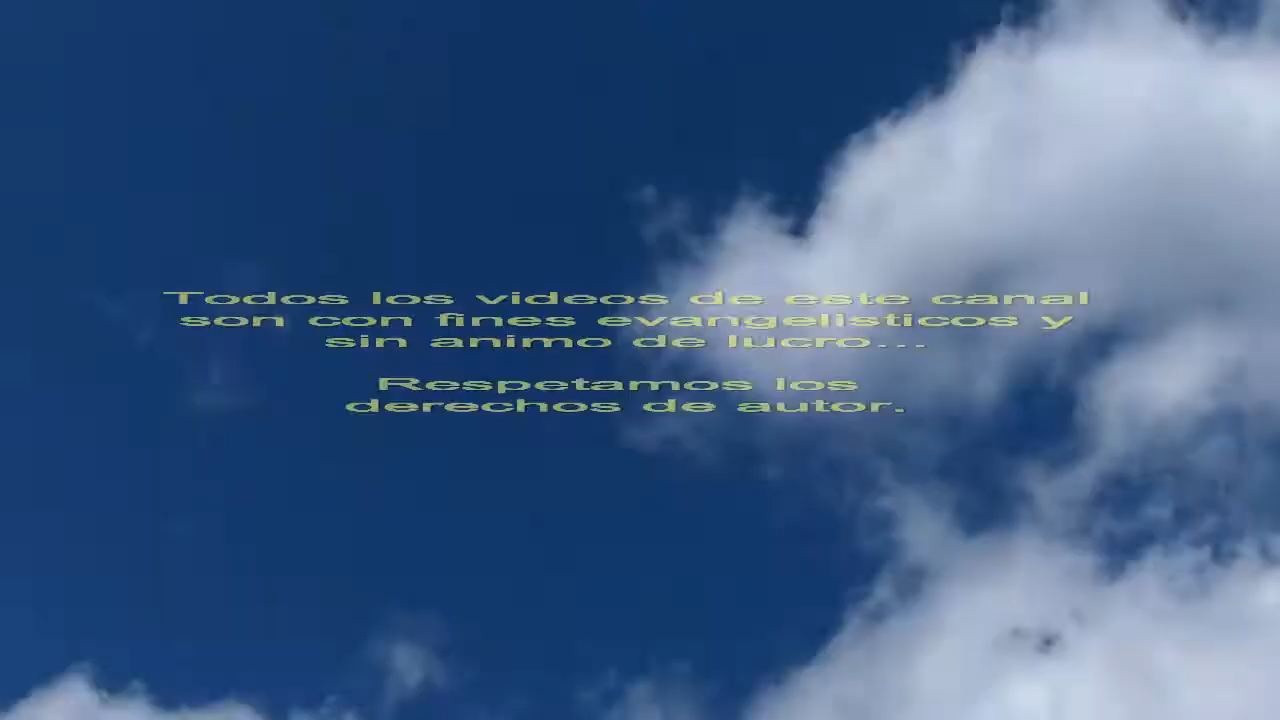 Todos los videos de este canal
son con fines evangelisticos y
sin animo de lucro...
Respetamos los
derechos de autor.